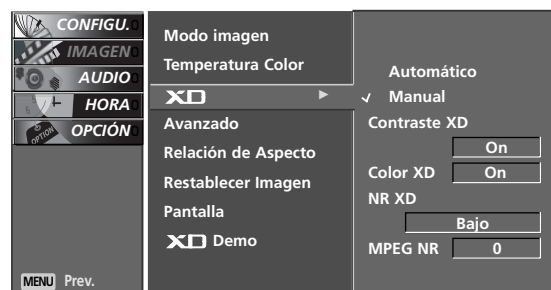 CONFIGU.
IMAGEN
AUDIO
HORA
OPCIÓN
OPTION
MENU Prev.
Modo imagen
Temperatura Color
XD
Avanzado
Relación de Aspecto
Restablecer Imagen
Pantalla
XD Demo
Automático
Manual
Contraste XD
On
Color XD On
NR XD
Bajo
MPEG NR 0